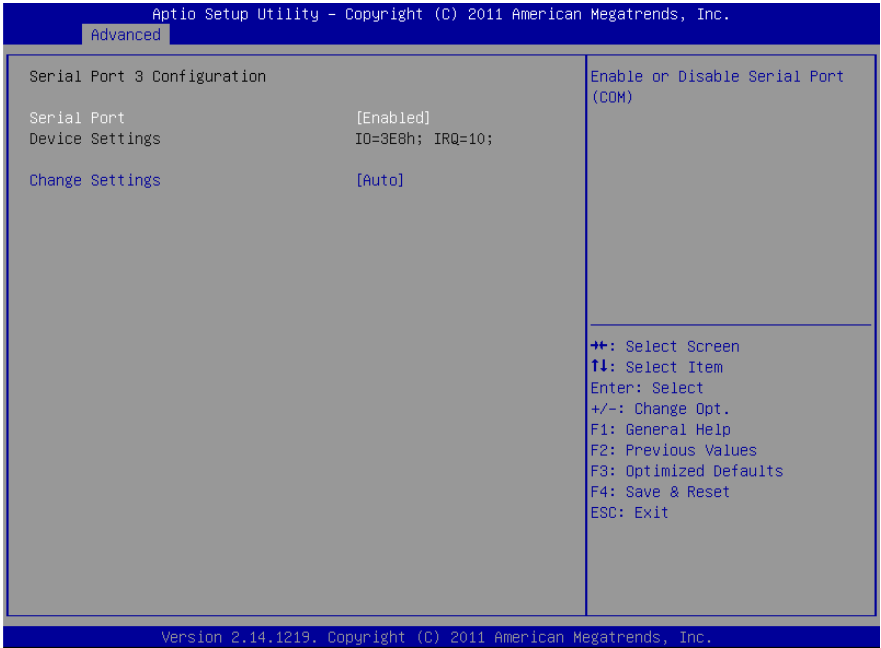 Aptio Setup Utility – Copyright (C) 2011 American Megatrends, Inc.
Advanced
Serial Port 3 Configuration
Serial Port [Enabled]
Device Settings IO=3E8h; IRQ=10;
Change Settings [Auto]
Enable or Disable Serial Port
(COM)
→←: Select Screen
↑↓: Select Item
Enter: Select
+/-: Change Opt.
F1: General Help
F2: Previous Values
F3: Optimized Defaults
F4: Save & Reset
ESC: Exit
Version 2.14.1219. Copyright (C) 2011 American Megatrends, Inc.